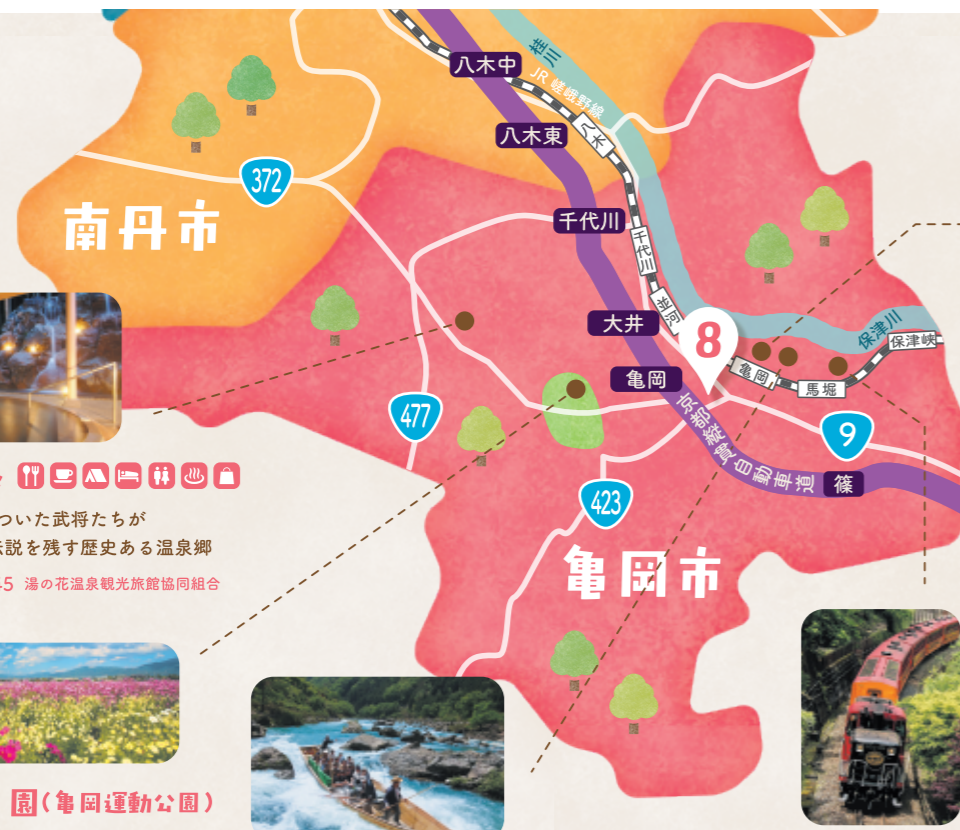 桂川
八木中
JR 嵯峨野線
八木東
八木
372
千代川
南丹市
千代川
並河
大井
8
保津川
保津峡
亀岡
亀岡
馬堀
477
京都縦貫自動車道
9
篠
423
ついた武将たちが
伝説を残す歴史ある温泉郷
45 湯の花温泉観光旅館協同組合
亀岡市
園(亀岡運動公園)